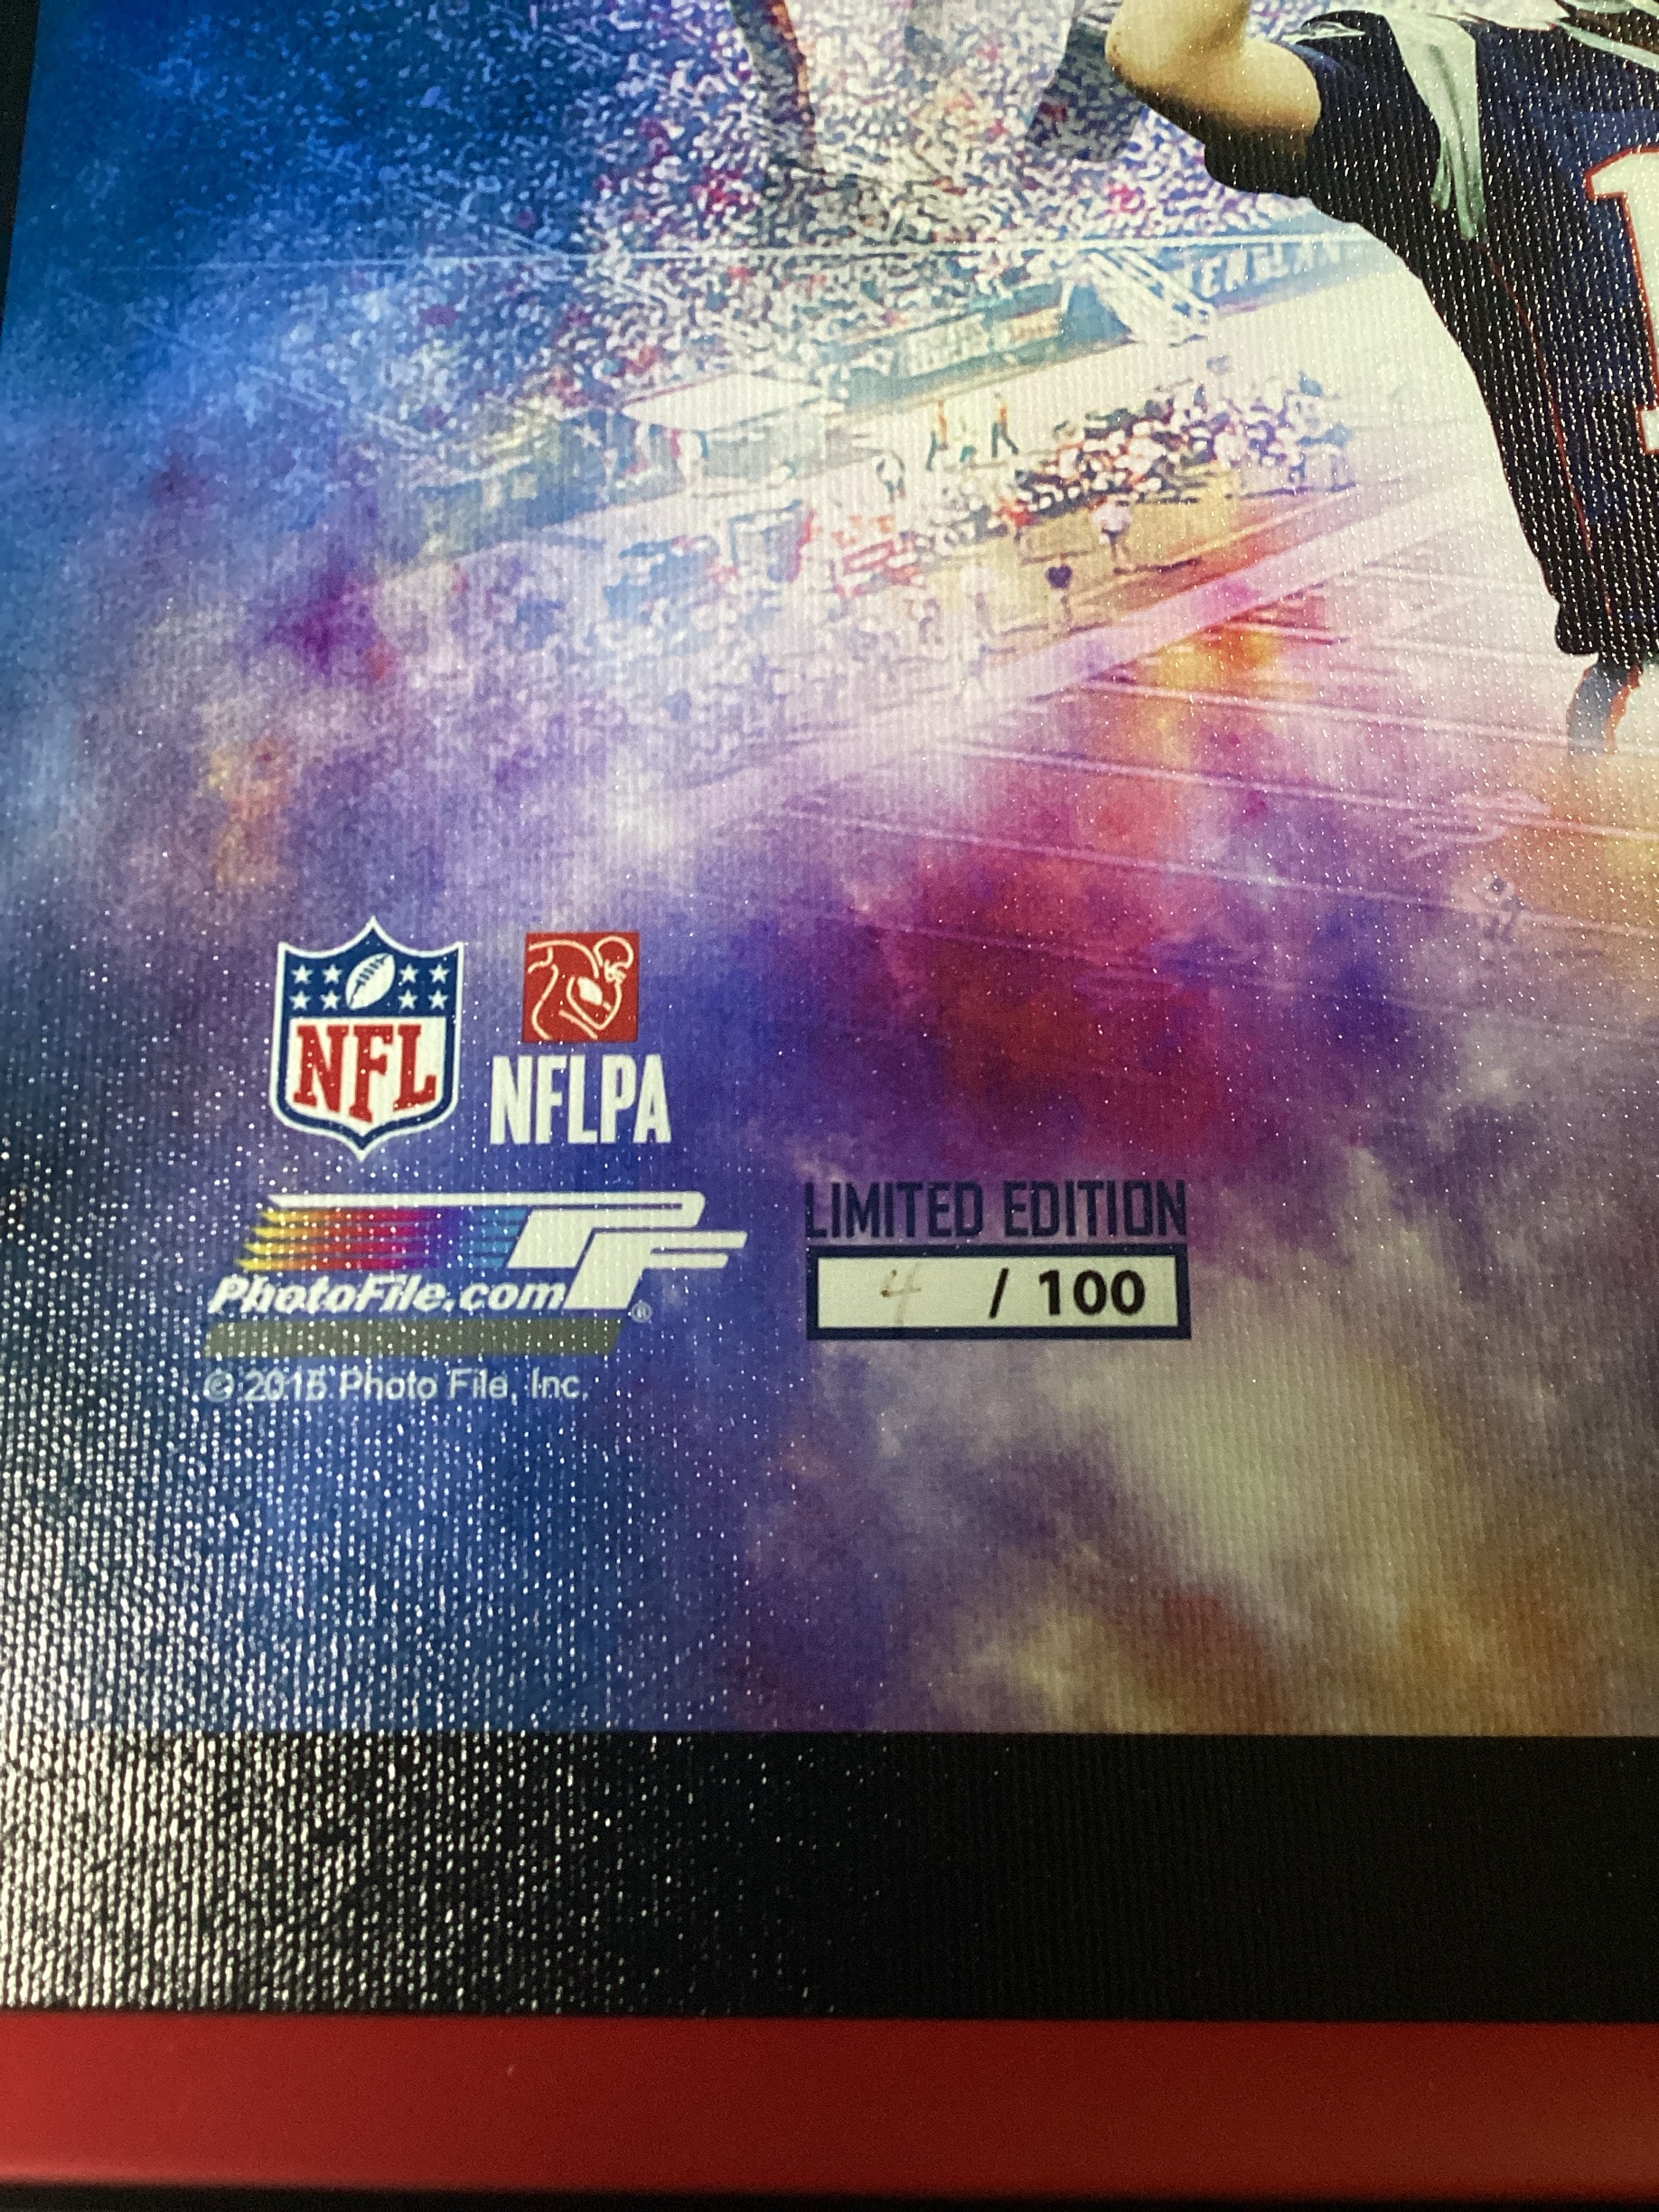 NFL
NFLPA
PhotoFile.com
®
LIMITED EDITION
4 / 100
© 2015 Photo File, Inc.